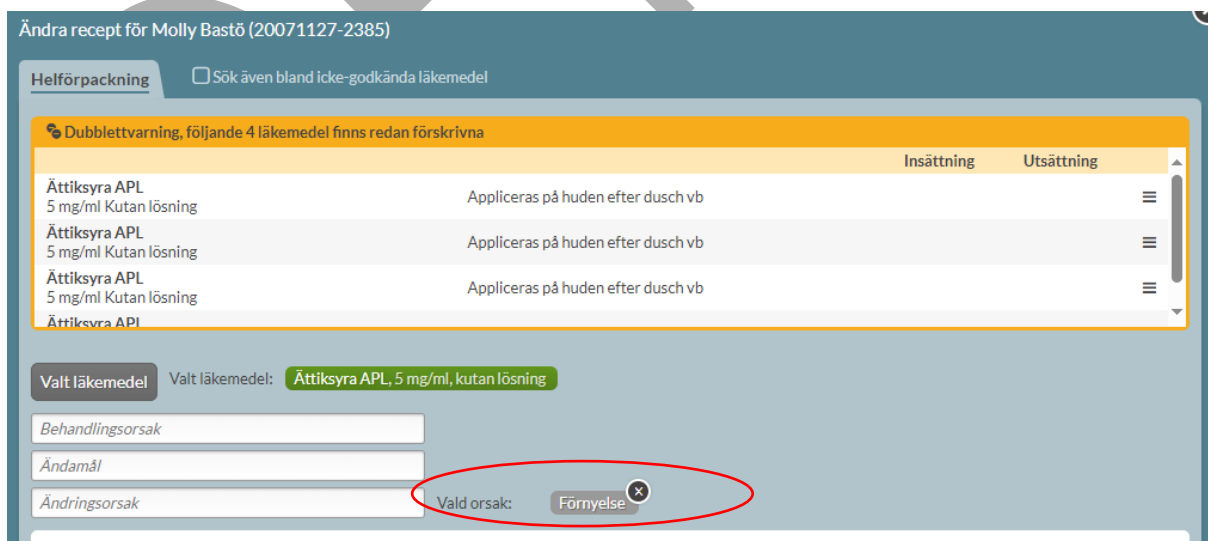 Ändra recept för Molly Bastö (20071127-2385)
Helförpackning Sök även bland icke-godkända läkemedel
Dubblettvarning, följande 4 läkemedel finns redan förskrivna
Insättning Utsättning
Ättiksyra APL
5 mg/ml Kutan lösning Appliceras på huden efter dusch vb
Ättiksyra APL
5 mg/ml Kutan lösning Appliceras på huden efter dusch vb
Ättiksyra APL
5 mg/ml Kutan lösning Appliceras på huden efter dusch vb
Ättiksyra APL
Valt läkemedel Valt läkemedel: Ättiksyra APL, 5 mg/ml, kutan lösning
Behandlingsorsak
Ändamål
Ändringsorsak Vald orsak: Förnyelse